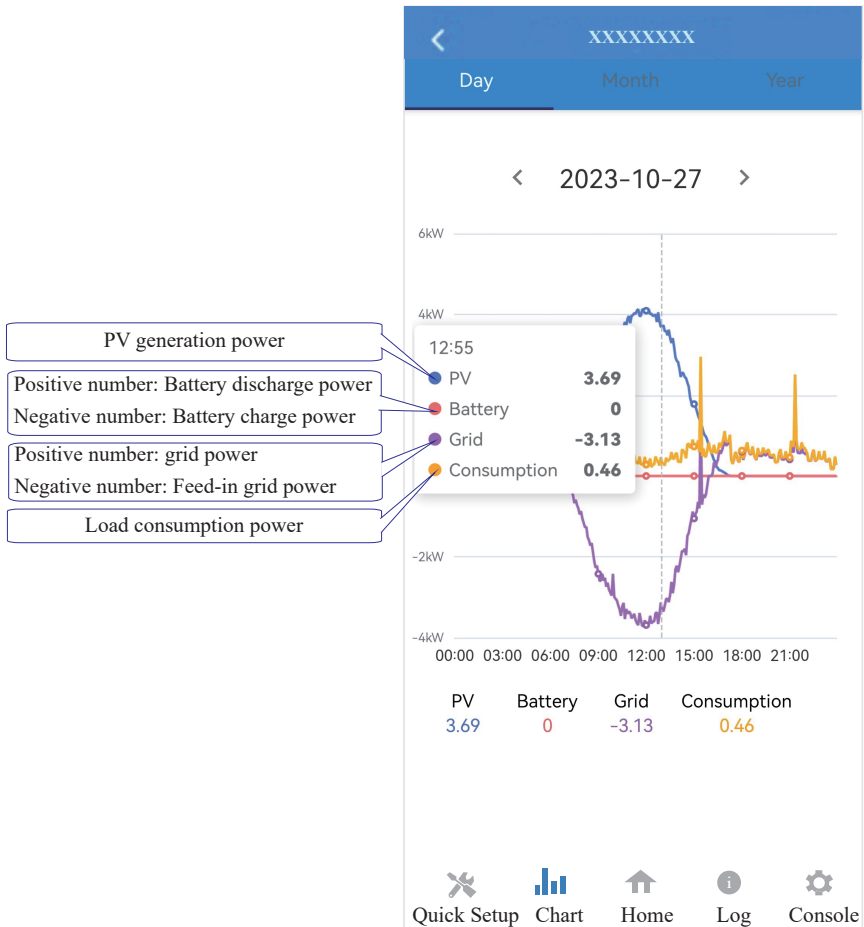 XXXXXXXX
Day Month Year
2023-10-27
6kW
4kW
PV generation power
Positive number: Battery discharge power
Negative number: Battery charge power
Positive number: grid power
Negative number: Feed-in grid power
Load consumption power
12:55
PV 3.69
Battery 0
Grid -3.13
Consumption 0.46
-2kW
-4kW
00:00 03:00 06:00 09:00 12:00 15:00 18:00 21:00
PV Battery Grid Consumption
3.69 0 -3.13 0.46
Quick Setup Chart Home Log Console